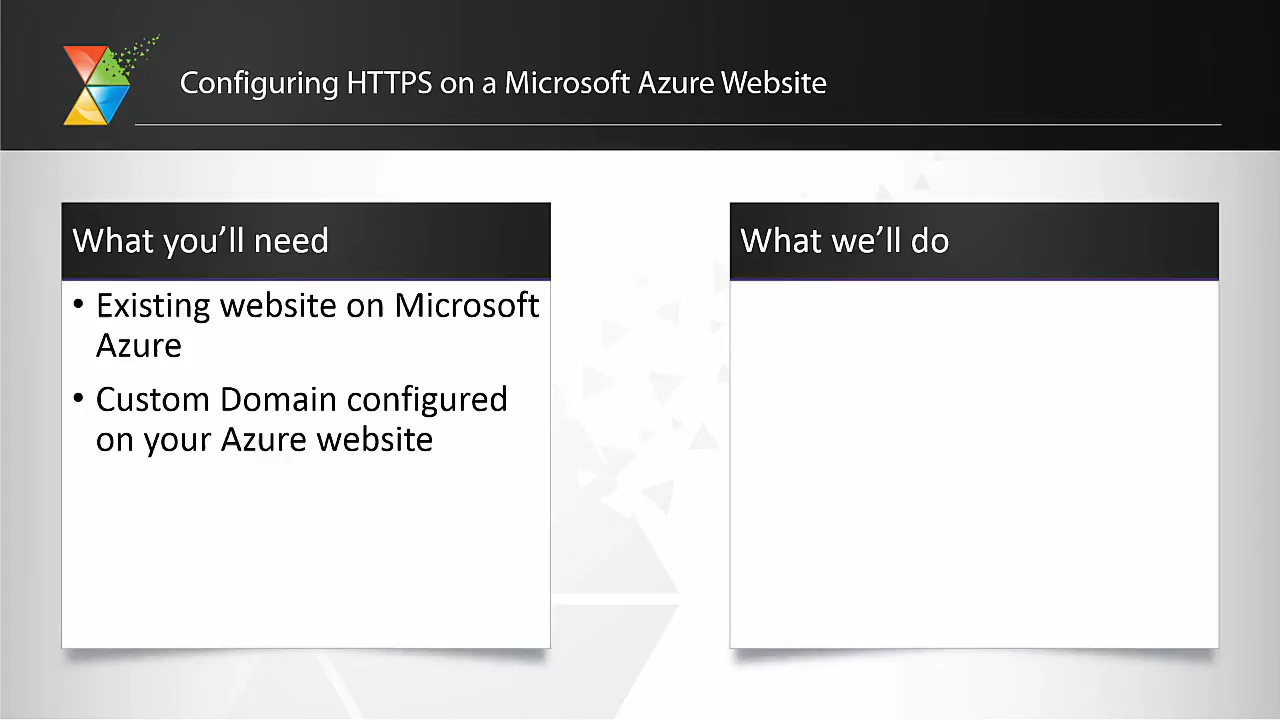 Configuring HTTPS on a Microsoft Azure Website
What you’ll need
• Existing website on Microsoft
Azure
• Custom Domain configured
on your Azure website
What we’ll do